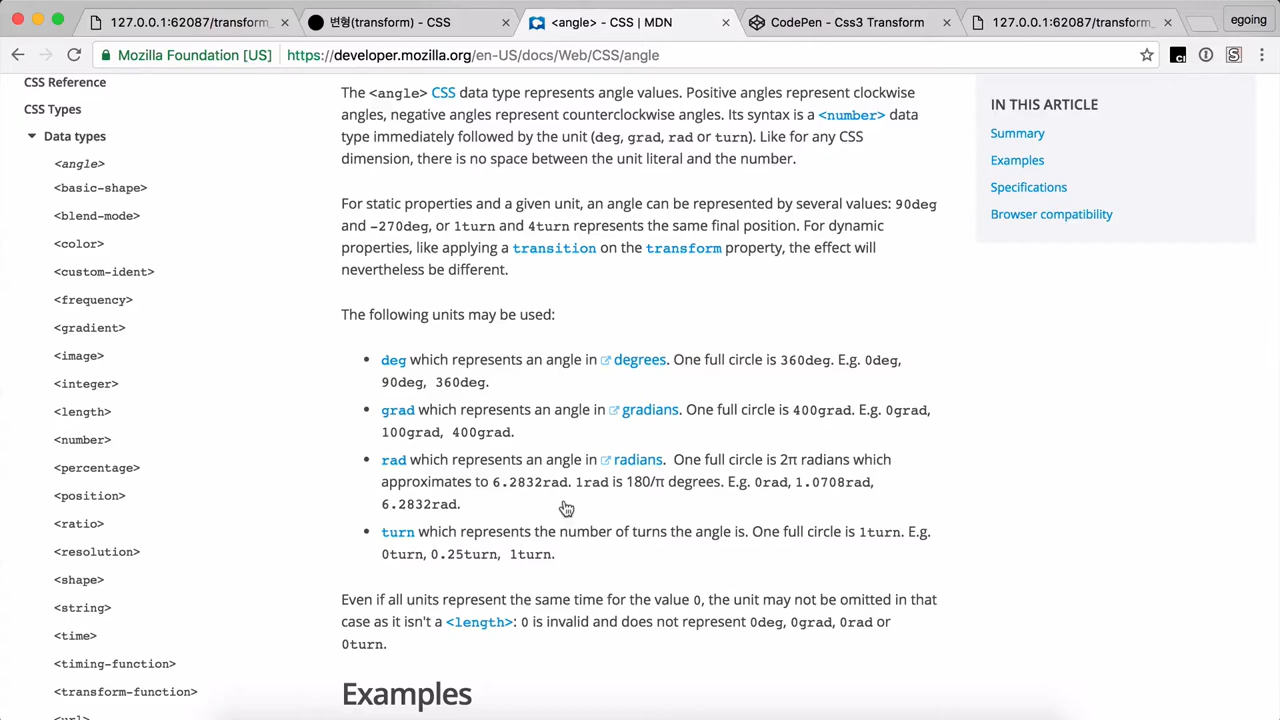 127.0.0.1:62087/transform_
변형(transform) - CSS
<angle> - CSS | MDN
CodePen - Css3 Transform
127.0.0.1:62087/transform_
egoing
Mozilla Foundation [US]
https://developer.mozilla.org/en-US/docs/Web/CSS/angle
CSS Reference
CSS Types
Data types
<angle>
<basic-shape>
<blend-mode>
<color>
<custom-ident>
<frequency>
<gradient>
<image>
<integer>
<length>
<number>
<percentage>
<position>
<ratio>
<resolution>
<shape>
<string>
<time>
<timing-function>
<transform-function>
The <angle> CSS data type represents angle values. Positive angles represent clockwise
angles, negative angles represent counterclockwise angles. Its syntax is a <number> data
type immediately followed by the unit (deg, grad, rad or turn). Like for any CSS
dimension, there is no space between the unit literal and the number.
For static properties and a given unit, an angle can be represented by several values: 90deg
and -270deg, or 1turn and 4turn represents the same final position. For dynamic
properties, like applying a transition on the transform property, the effect will
nevertheless be different.
The following units may be used:
• deg which represents an angle in degrees. One full circle is 360deg. E.g. 0deg,
90deg, 360deg.
• grad which represents an angle in gradians. One full circle is 400grad. E.g. 0grad,
100grad, 400grad.
• rad which represents an angle in radians. One full circle is 2π radians which
approximates to 6.2832rad. 1rad is 180/π degrees. E.g. 0rad, 1.0708rad,
6.2832rad.
• turn which represents the number of turns the angle is. One full circle is 1turn. E.g.
0turn, 0.25turn, 1turn.
Even if all units represent the same time for the value 0, the unit may not be omitted in that
case as it isn't a <length>: 0 is invalid and does not represent 0deg, 0grad, 0rad or
0turn.
Examples
IN THIS ARTICLE
Summary
Examples
Specifications
Browser compatibility